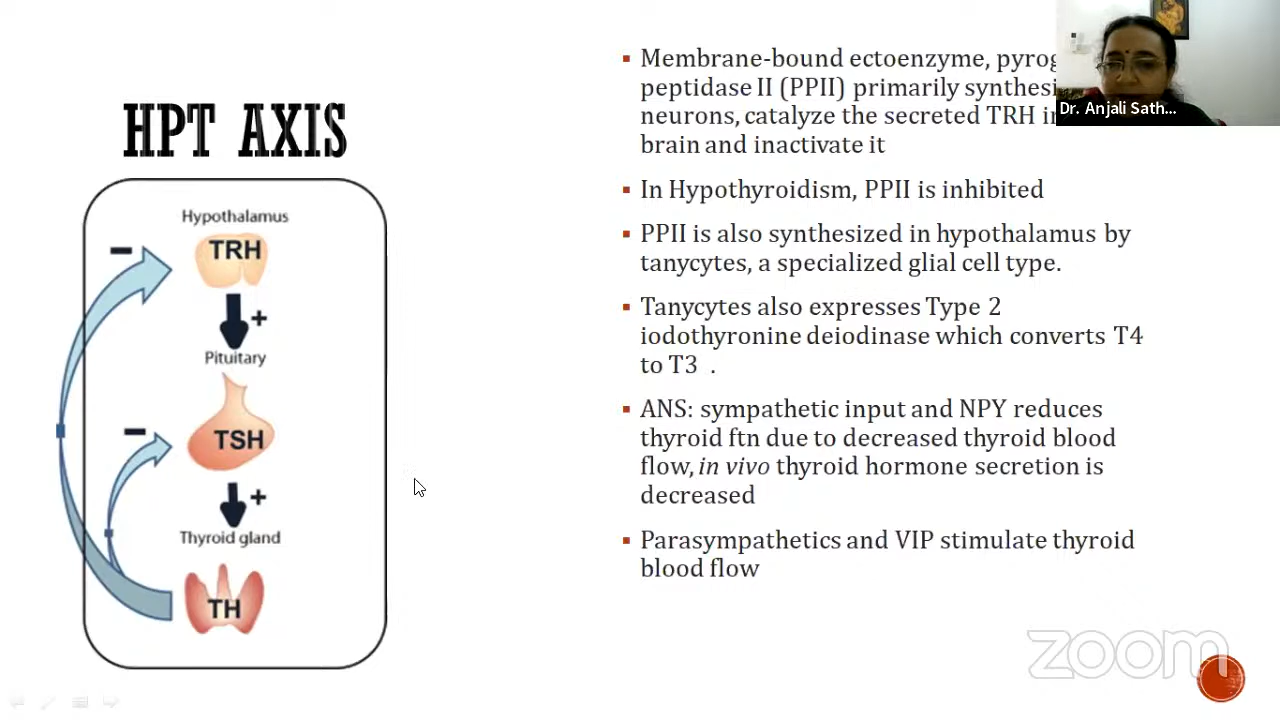 HPT AXIS
Hypothalamus
TRH
+
Pituitary
TSH
+
Thyroid gland
TH
▪ Membrane-bound ectoenzyme,
peptidase II (PPII) primarily
neurons, catalyze the secreted TRH
brain and inactivate it
▪ In Hypothyroidism, PPII is inhibited
▪ PPII is also synthesized in hypothalamus by
tanycytes, a specialized glial cell type.
▪ Tanycytes also expresses Type 2
iodothyronine deiodinase which converts T4
to T3 .
▪ ANS: sympathetic input and NPY reduces
thyroid ftn due to decreased thyroid blood
flow, in vivo thyroid hormone secretion is
decreased
▪ Parasympathetics and VIP stimulate thyroid
blood flow
Dr. Anjali Sath...
zoom